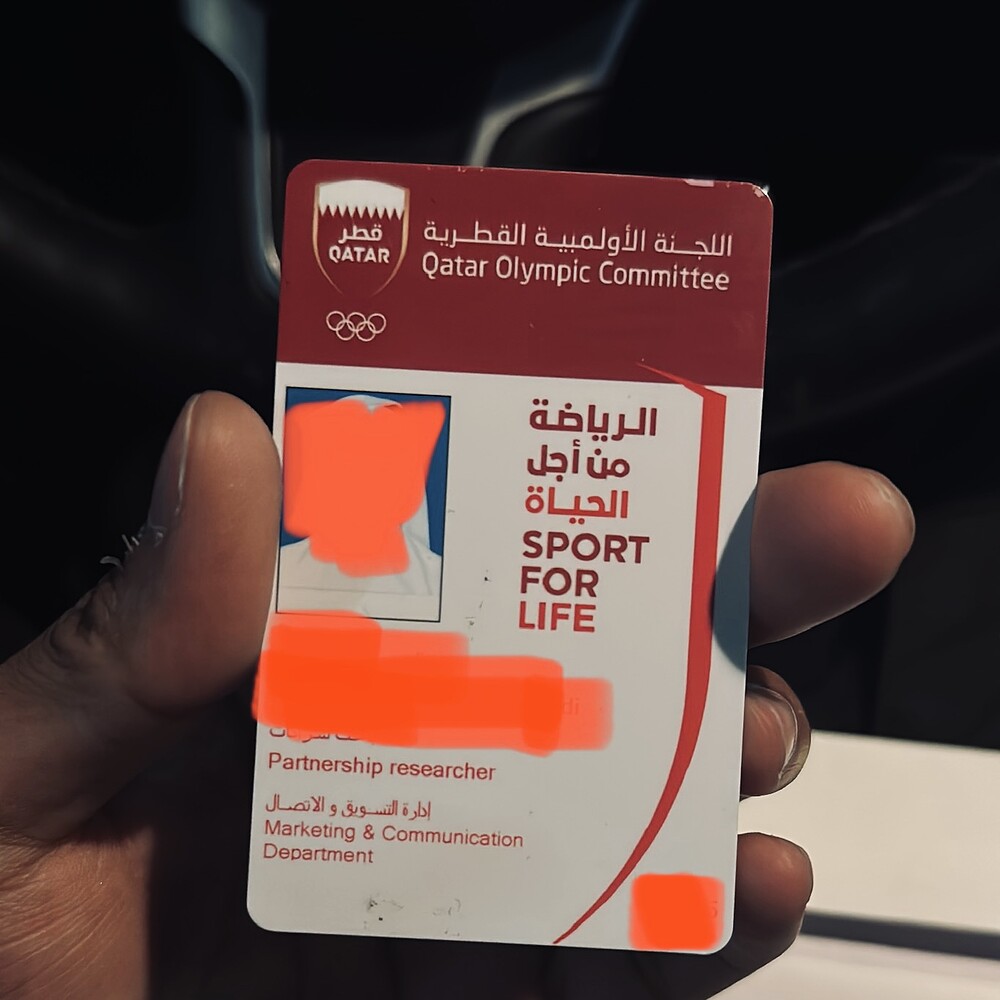 قطر
QATAR
اللجنة الأولمبية القطرية
Qatar Olympic Committee
الرياضة
من أجل
الحياة
SPORT
FOR
LIFE
Partnership researcher
إدارة التسويق و الاتصال
Marketing & Communication
Department